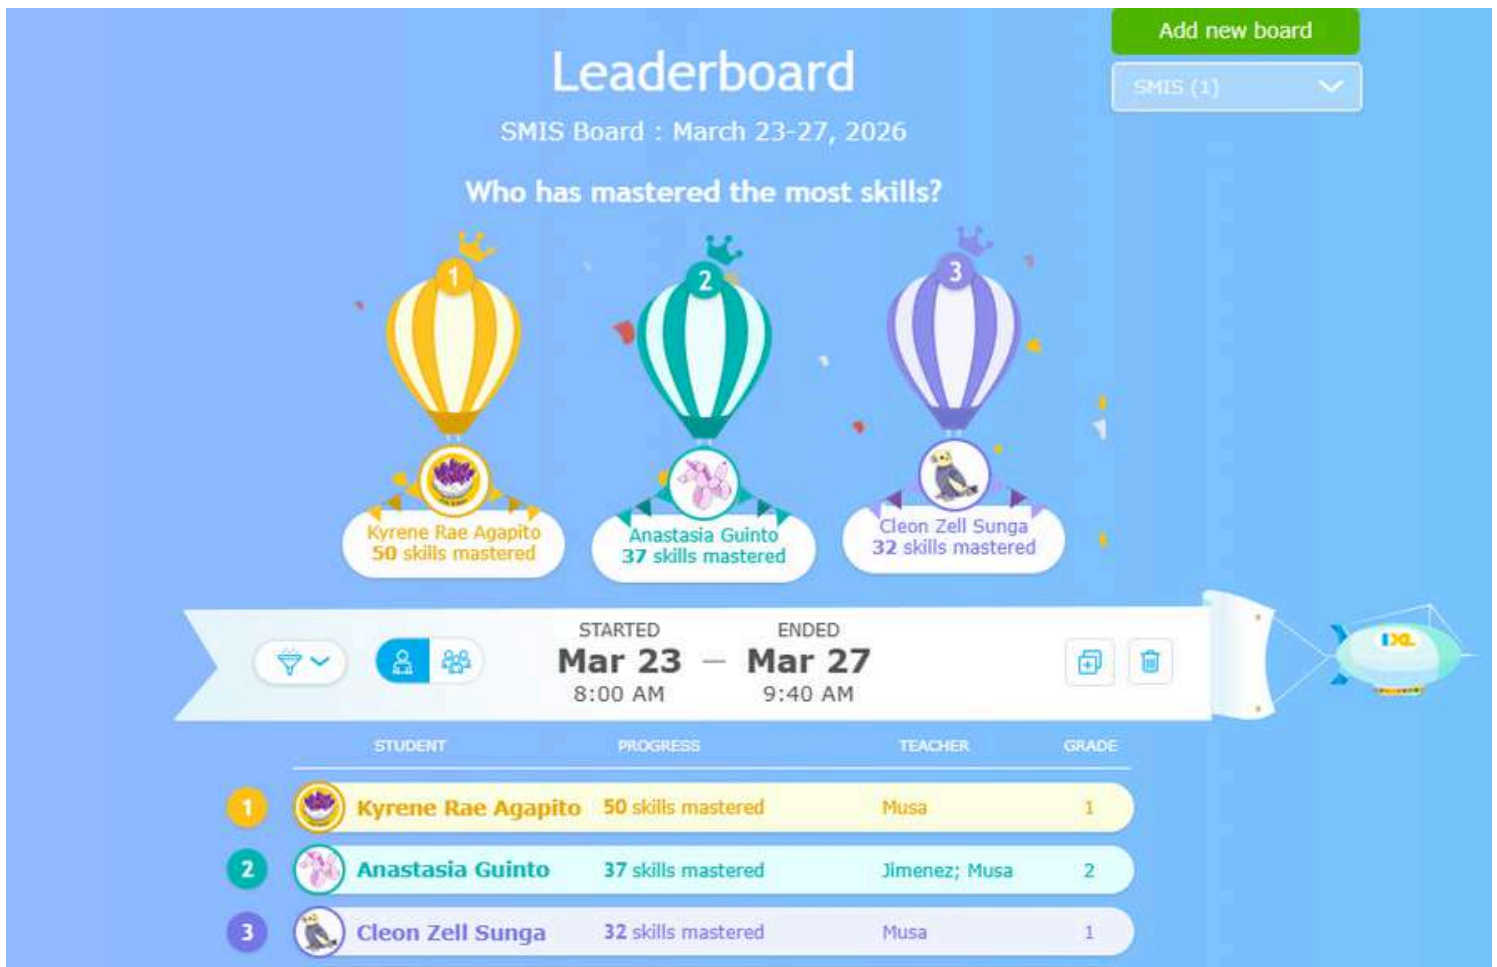 Add new board
Leaderboard
SMIS (1)
SMIS Board : March 23-27, 2026
Who has mastered the most skills?
1
2
3
Kyrene Rae Agapito
50 skills mastered
Anastasia Guinto
37 skills mastered
Cleon Zell Sunga
32 skills mastered
STARTED
Mar 23
8:00 AM
—
ENDED
Mar 27
9:40 AM
IXL
STUDENT PROGRESS TEACHER GRADE
1 Kyrene Rae Agapito 50 skills mastered Musa 1
2 Anastasia Guinto 37 skills mastered Jimenez; Musa 2
3 Cleon Zell Sunga 32 skills mastered Musa 1